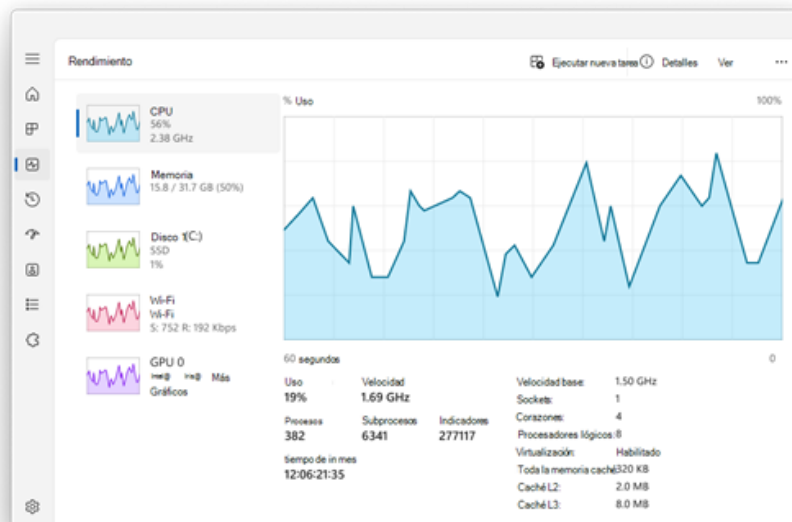 Rendimiento
Ejecutar nueva tarea
Detalles
Ver
...
CPU
56%
2.38 GHz
Memoria
15.8 / 31.7 GB (50%)
Disco 1(C:)
SSD
1%
Wi-Fi
Wi-Fi
S: 752 R: 192 Kbps
GPU 0
Intel® Iris® Más
Gráficos
% Uso 100%
60 segundos 0
Uso Velocidad
19% 1.69 GHz
Procesos Subprocesos Indicadores
382 6341 277117
tiempo de in mes
12:06:21:35
Velocidad base: 1.50 GHz
Sockets: 1
Corazones: 4
Procesadores lógicos: 8
Virtualización: Habilitado
Toda la memoria caché 320 KB
Caché L2: 2.0 MB
Caché L3: 8.0 MB